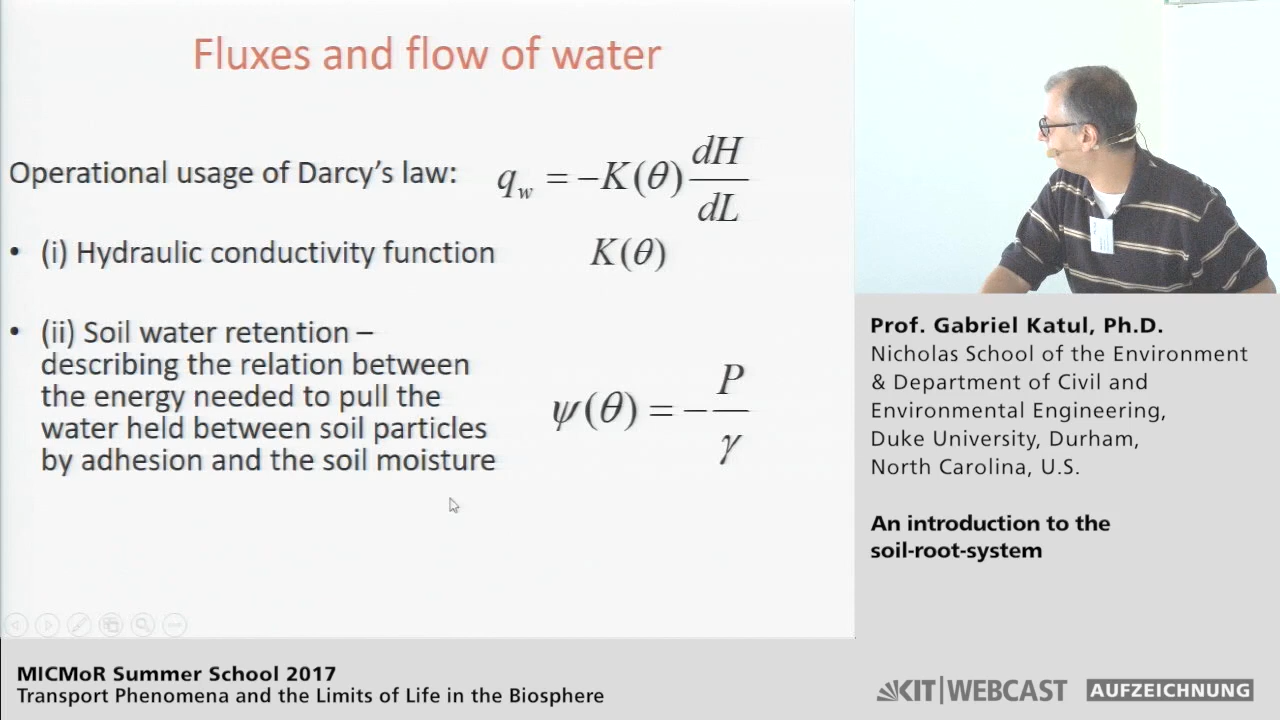 Fluxes and flow of water
Operational usage of Darcy's law: q_w = −K(θ) dH/dL
• (i) Hydraulic conductivity function K(θ)
• (ii) Soil water retention –
describing the relation between
the energy needed to pull the
water held between soil particles
by adhesion and the soil moisture
ψ(θ) = − P/γ
Prof. Gabriel Katul, Ph.D.
Nicholas School of the Environment
& Department of Civil and
Environmental Engineering,
Duke University, Durham,
North Carolina, U.S.
An introduction to the
soil-root-system
MICMoR Summer School 2017
Transport Phenomena and the Limits of Life in the Biosphere
KIT|WEBCAST AUFZEICHNUNG